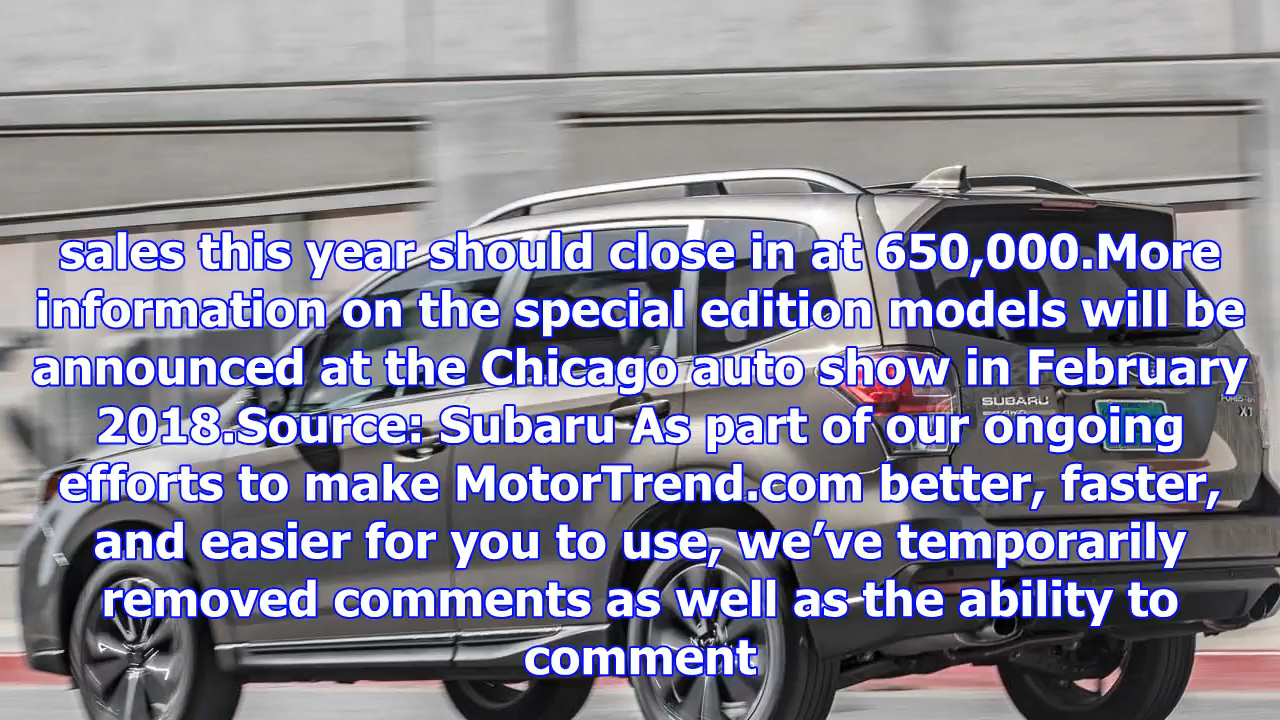 sales this year should close in at 650,000.More
information on the special edition models will be
announced at the Chicago auto show in February
2018.Source: Subaru As part of our ongoing
efforts to make MotorTrend.com better, faster,
and easier for you to use, we’ve temporarily
removed comments as well as the ability to
comment
SUBARU
XT